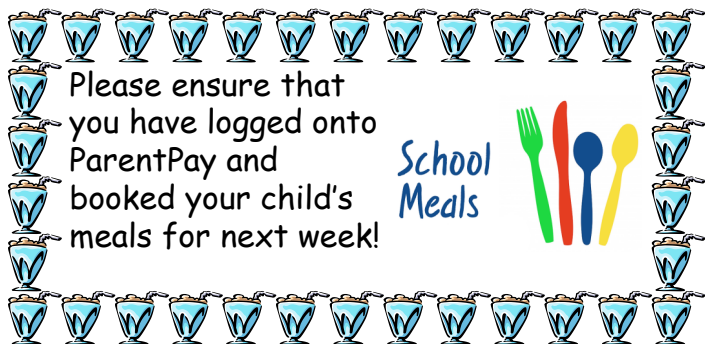 Please ensure that
you have logged onto
ParentPay and
booked your child's
meals for next week!
School
Meals